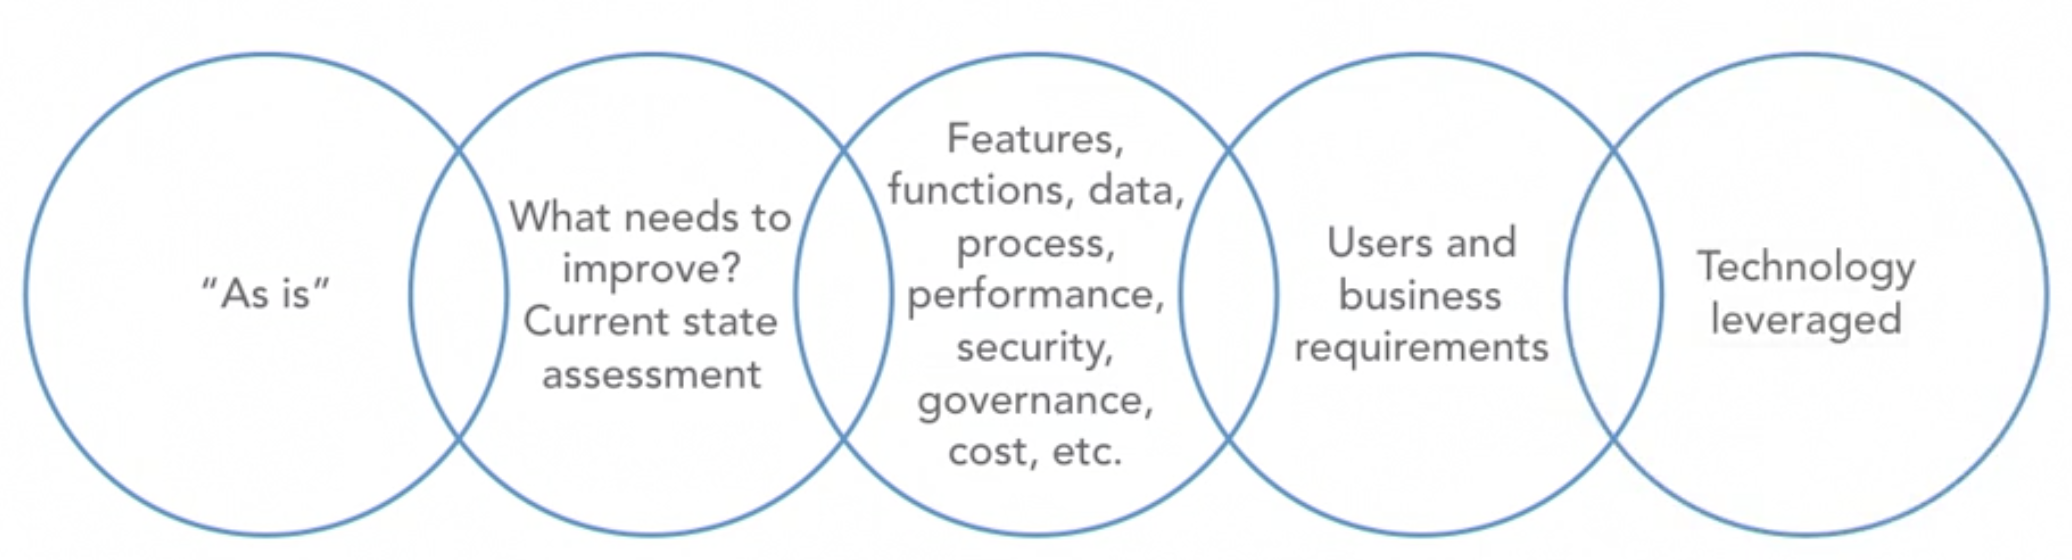 “As is”
What needs to
improve?
Current state
assessment
Features,
functions, data,
process,
performance,
security,
governance,
cost, etc.
Users and
business
requirements
Technology
leveraged